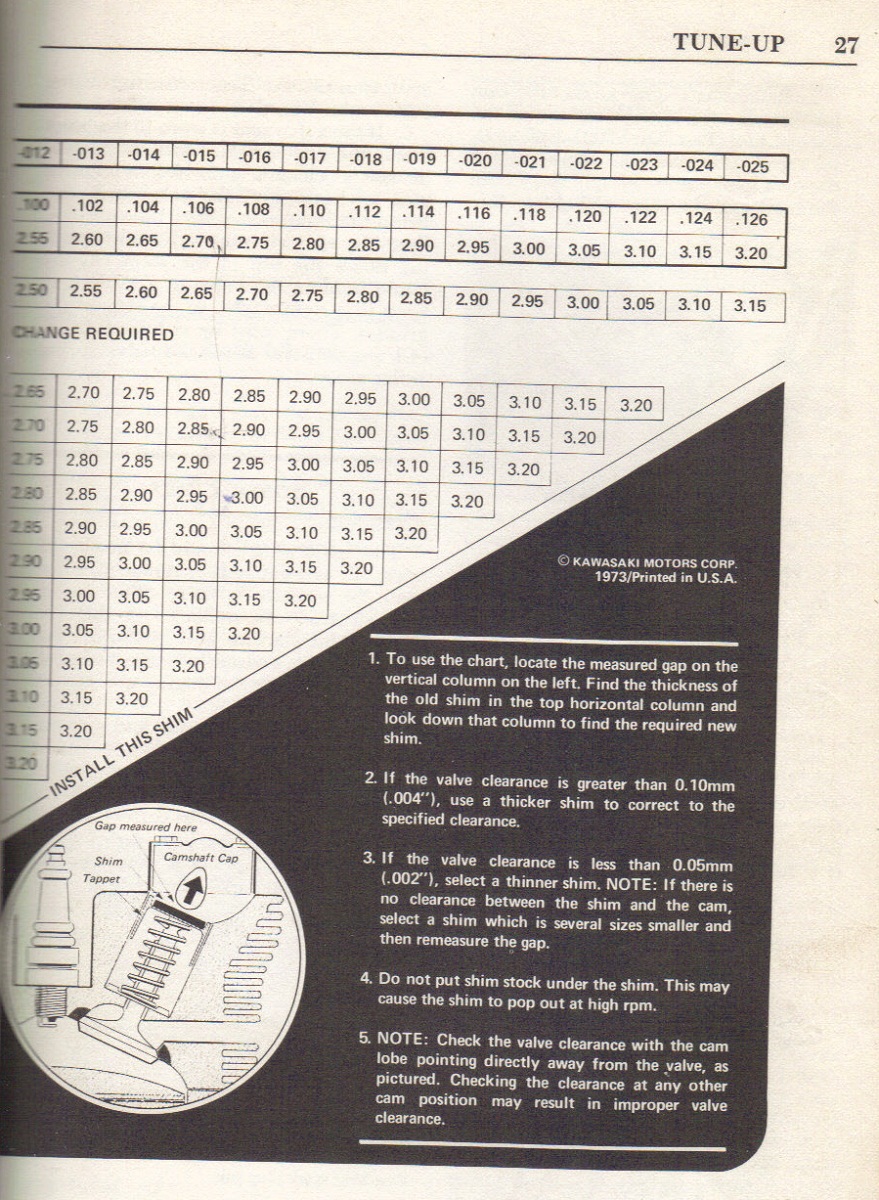 TUNE-UP 27
-012 -013 -014 -015 -016 -017 -018 -019 -020 -021 -022 -023 -024 -025
.100 .102 .104 .106 .108 .110 .112 .114 .116 .118 .120 .122 .124 .126
2.55 2.60 2.65 2.70 2.75 2.80 2.85 2.90 2.95 3.00 3.05 3.10 3.15 3.20
2.50 2.55 2.60 2.65 2.70 2.75 2.80 2.85 2.90 2.95 3.00 3.05 3.10 3.15
CHANGE REQUIRED
2.65 2.70 2.75 2.80 2.85 2.90 2.95 3.00 3.05 3.10 3.15 3.20
2.70 2.75 2.80 2.85 2.90 2.95 3.00 3.05 3.10 3.15 3.20
2.75 2.80 2.85 2.90 2.95 3.00 3.05 3.10 3.15 3.20
2.80 2.85 2.90 2.95 3.00 3.05 3.10 3.15 3.20
2.85 2.90 2.95 3.00 3.05 3.10 3.15 3.20
2.90 2.95 3.00 3.05 3.10 3.15 3.20
2.95 3.00 3.05 3.10 3.15 3.20
3.00 3.05 3.10 3.15 3.20
3.05 3.10 3.15 3.20
3.10 3.15 3.20
3.15 3.20
3.20
INSTALL THIS SHIM
© KAWASAKI MOTORS CORP.
1973/Printed in U.S.A.
1. To use the chart, locate the measured gap on the
vertical column on the left. Find the thickness of
the old shim in the top horizontal column and
look down that column to find the required new
shim.
2. If the valve clearance is greater than 0.10mm
(.004″), use a thicker shim to correct to the
specified clearance.
3. If the valve clearance is less than 0.05mm
(.002″), select a thinner shim. NOTE: If there is
no clearance between the shim and the cam,
select a shim which is several sizes smaller and
then remeasure the gap.
4. Do not put shim stock under the shim. This may
cause the shim to pop out at high rpm.
5. NOTE: Check the valve clearance with the cam
lobe pointing directly away from the valve, as
pictured. Checking the clearance at any other
cam position may result in improper valve
clearance.
Gap measured here
Shim
Camshaft Cap
Tappet